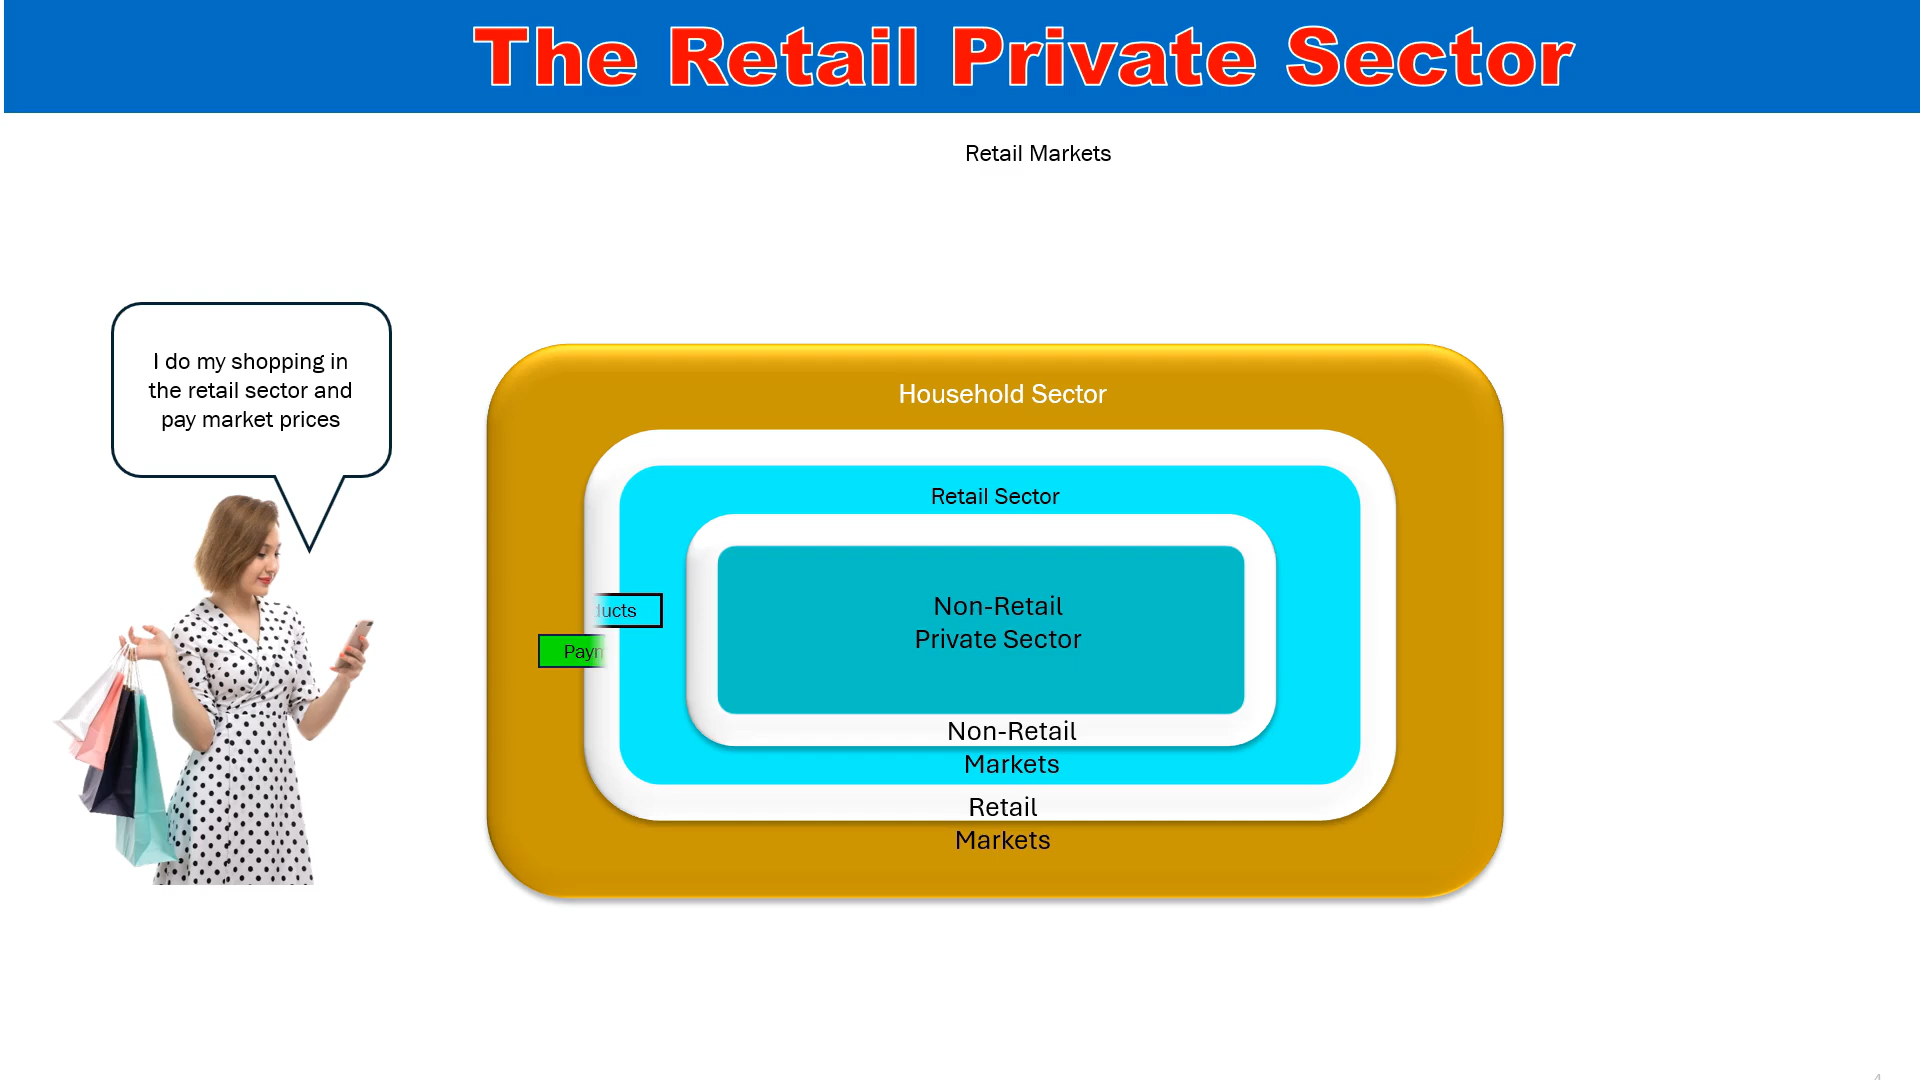 The Retail Private Sector
Retail Markets
I do my shopping in
the retail sector and
pay market prices
Household Sector
Retail Sector
Non-Retail
Private Sector
Non-Retail
Markets
Retail
Markets
4